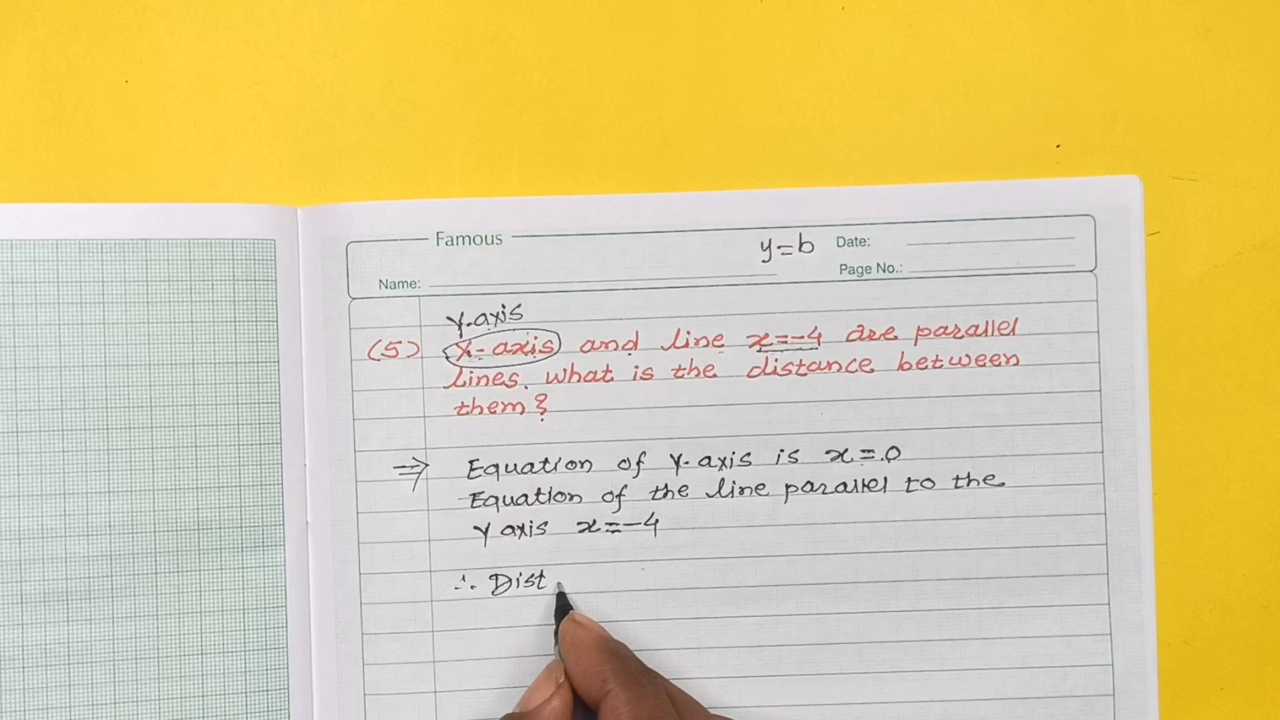 Famous
y=b
Date:
Name:
Page No.:
Y-axis
(5) X-axis and line x=-4 are parallel
lines. What is the distance between
them?
⇒ Equation of Y-axis is x=0
Equation of the line parallel to the
Y axis x=-4
∴ Dist